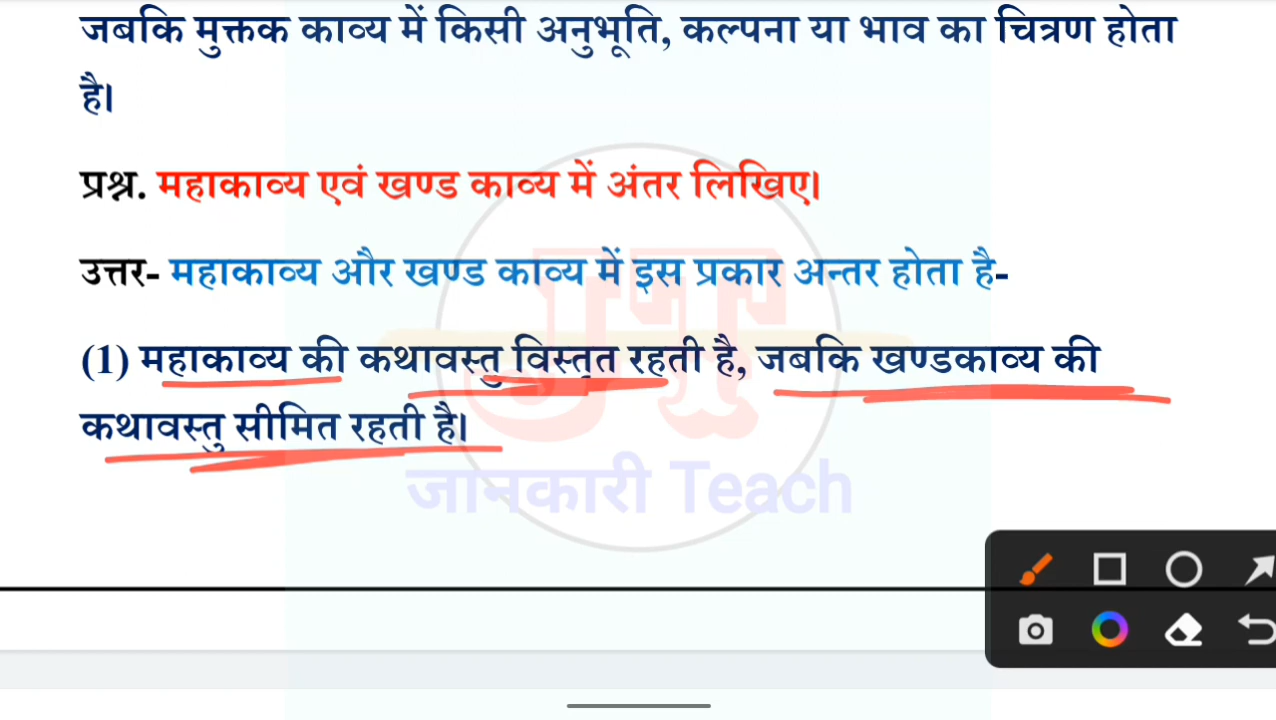 जबकि मुक्तक काव्य में किसी अनुभूति, कल्पना या भाव का चित्रण होता
है।
प्रश्न. महाकाव्य एवं खण्ड काव्य में अंतर लिखिए।
उत्तर- महाकाव्य और खण्ड काव्य में इस प्रकार अन्तर होता है-
(1) महाकाव्य की कथावस्तु विस्तृत रहती है, जबकि खण्डकाव्य की
कथावस्तु सीमित रहती है।
JT
जानकारी Teach